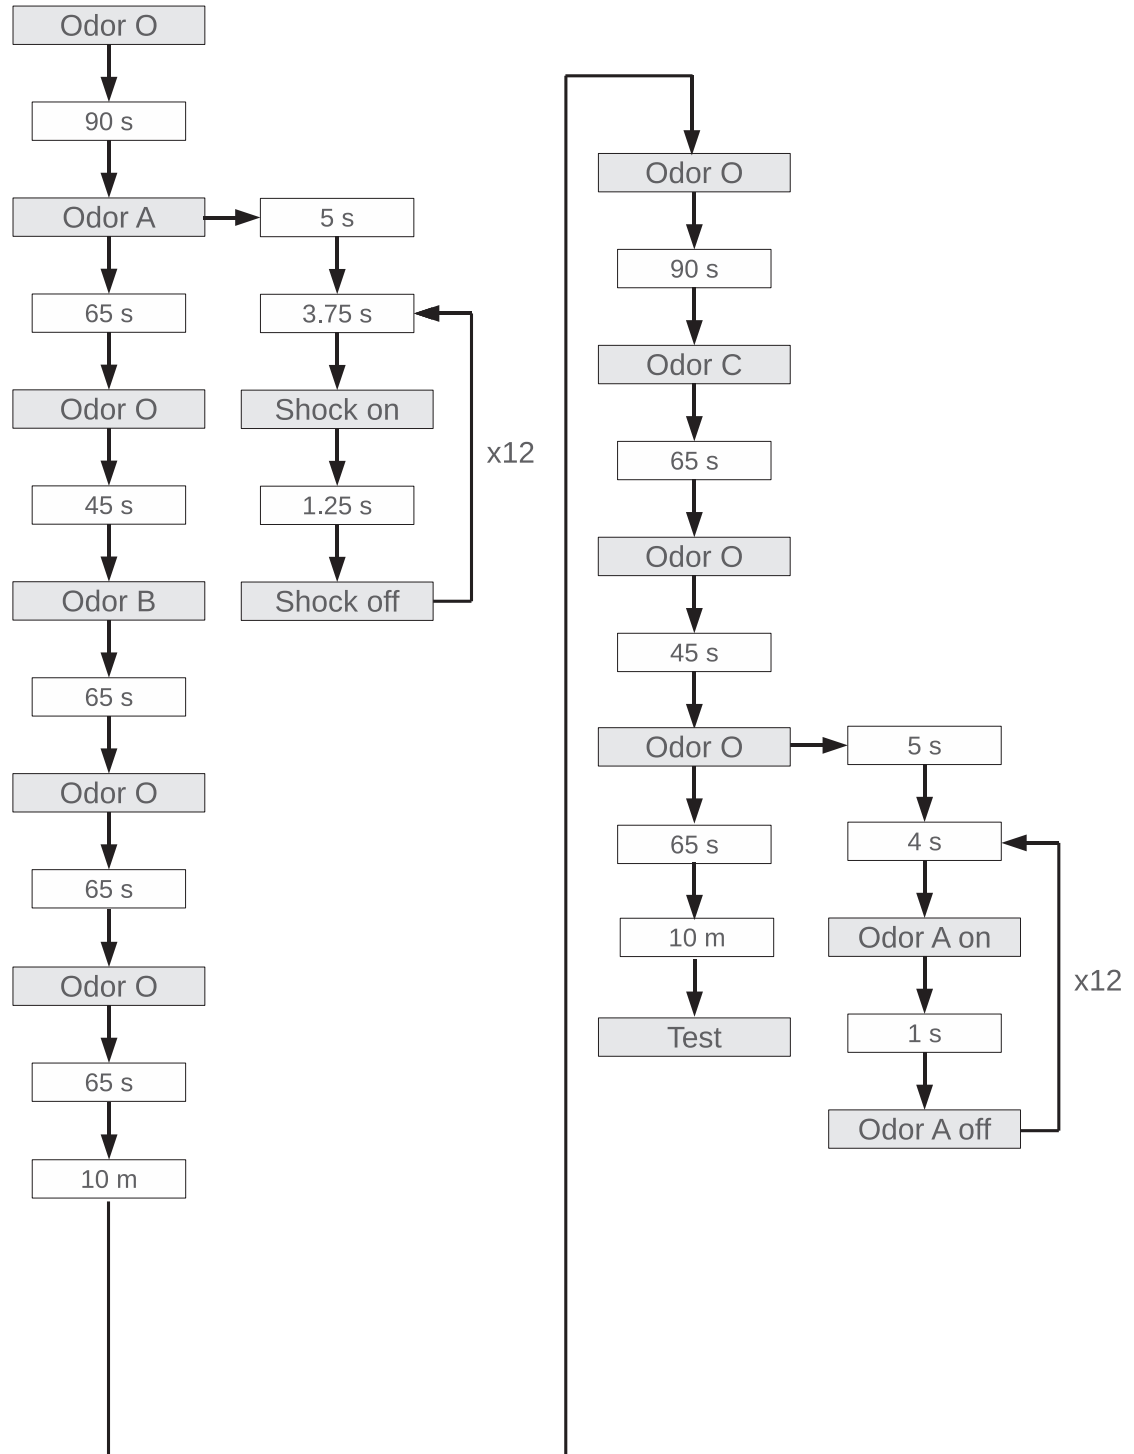 Odor O
90 s
Odor A
65 s
Odor O
45 s
Odor B
65 s
Odor O
65 s
Odor O
65 s
10 m
5 s
3.75 s
Shock on
1.25 s
Shock off
x12
Odor O
90 s
Odor C
65 s
Odor O
45 s
Odor O
65 s
10 m
Test
5 s
4 s
Odor A on
1 s
Odor A off
x12